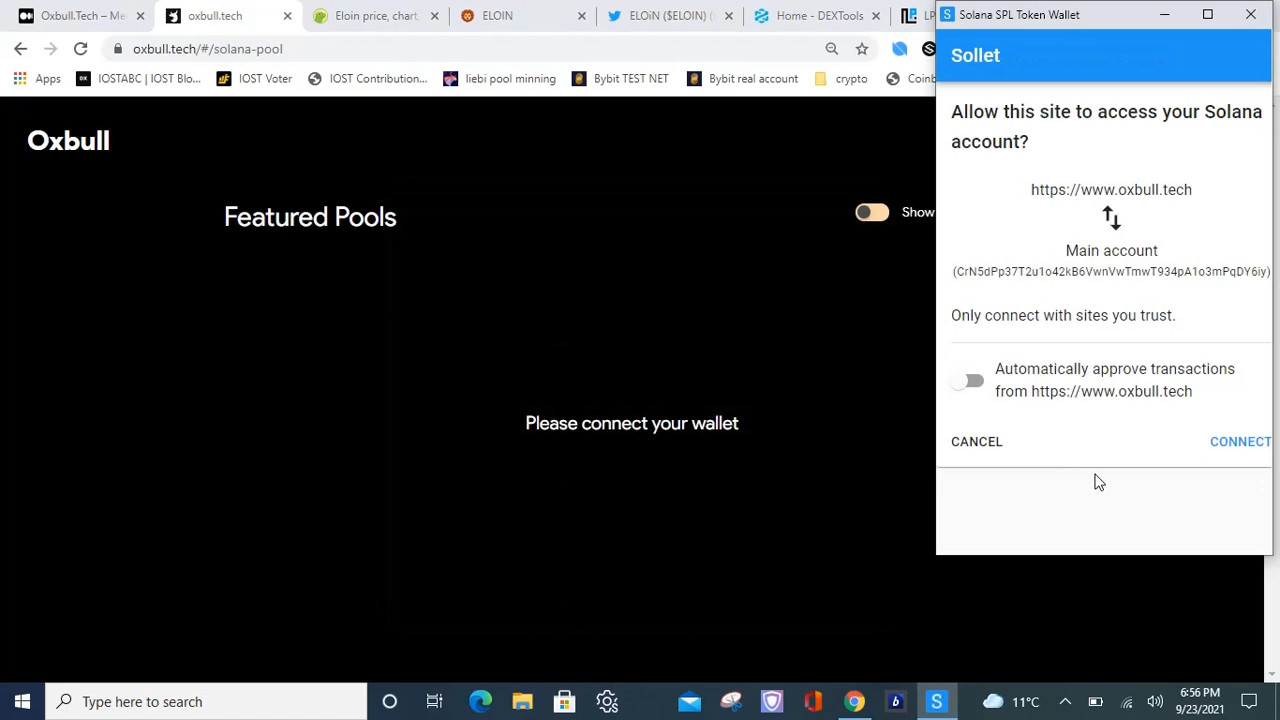 Oxbull.Tech – Me
oxbull.tech
Eloin price, chart,
ELOIN
ELOiN ($ELOIN) (
Home - DEXTools
LP
Solana SPL Token Wallet
oxbull.tech/#/solana-pool
Apps
IOSTABC | IOST Blo...
IOST Voter
IOST Contribution...
liebi pool minning
Bybit TEST NET
Bybit real account
crypto
Coinb
Sollet
Allow this site to access your Solana
account?
https://www.oxbull.tech
Main account
(CrN5dPp37T2u1o42kB6VwnVwTmwT934pA1o3mPqDY6iy)
Only connect with sites you trust.
Automatically approve transactions
from https://www.oxbull.tech
CANCEL
CONNECT
Oxbull
Featured Pools
Show
Please connect your wallet
Type here to search
11°C
6:56 PM
9/23/2021